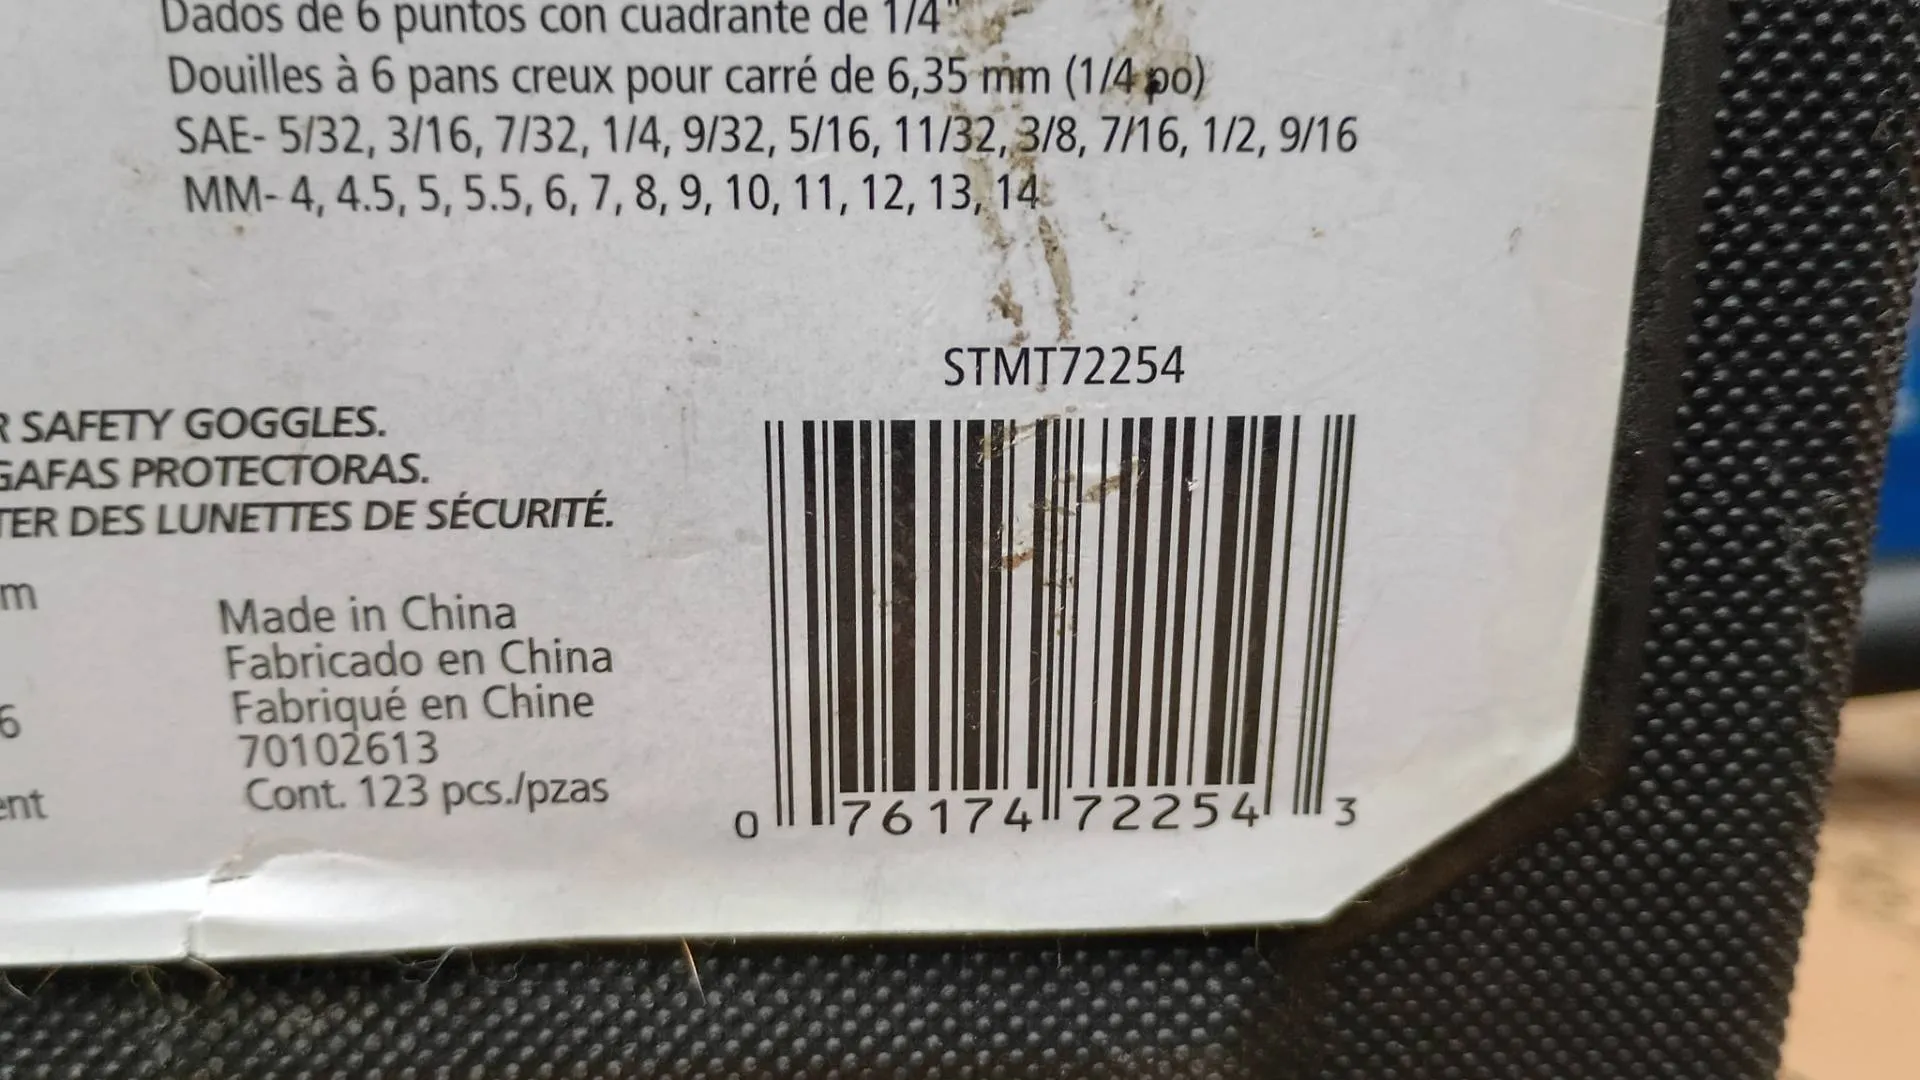 Dados de 6 puntos con cuadrante de 1/4"
Douilles à 6 pans creux pour carré de 6,35 mm (1/4 po)
SAE- 5/32, 3/16, 7/32, 1/4, 9/32, 5/16, 11/32, 3/8, 7/16, 1/2, 9/16
MM- 4, 4.5, 5, 5.5, 6, 7, 8, 9, 10, 11, 12, 13, 14
R SAFETY GOGGLES.
GAFAS PROTECTORAS.
TER DES LUNETTES DE SÉCURITÉ.
m
6
ent
Made in China
Fabricado en China
Fabriqué en Chine
70102613
Cont. 123 pcs./pzas
STMT72254
0 76174 72254 3